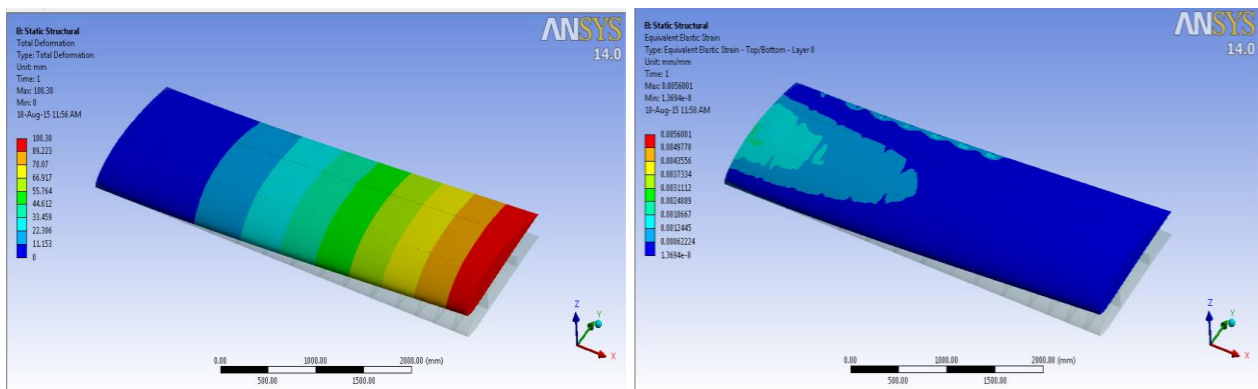 B: Static Structural
Total Deformation
Type: Total Deformation
Unit: mm
Time: 1
Max: 100.38
Min: 0
10-Aug-15 11:56 AM
100.38
89.223
78.07
66.917
55.764
44.612
33.459
22.306
11.153
0
ANSYS
14.0
Z
Y
X
0.00
1000.00
2000.00 (mm)
500.00
1500.00
B: Static Structural
Equivalent Elastic Strain
Type: Equivalent Elastic Strain - Top/Bottom - Layer 0
Unit: mm/mm
Time: 1
Max: 0.0056001
Min: 1.3694e-8
10-Aug-15 11:58 AM
0.0056001
0.0049778
0.0043556
0.0037334
0.0031112
0.0024889
0.0018667
0.0012445
0.00062224
1.3694e-8
ANSYS
14.0
Z
Y
X
0.00
1000.00
2000.00 (mm)
500.00
1500.00